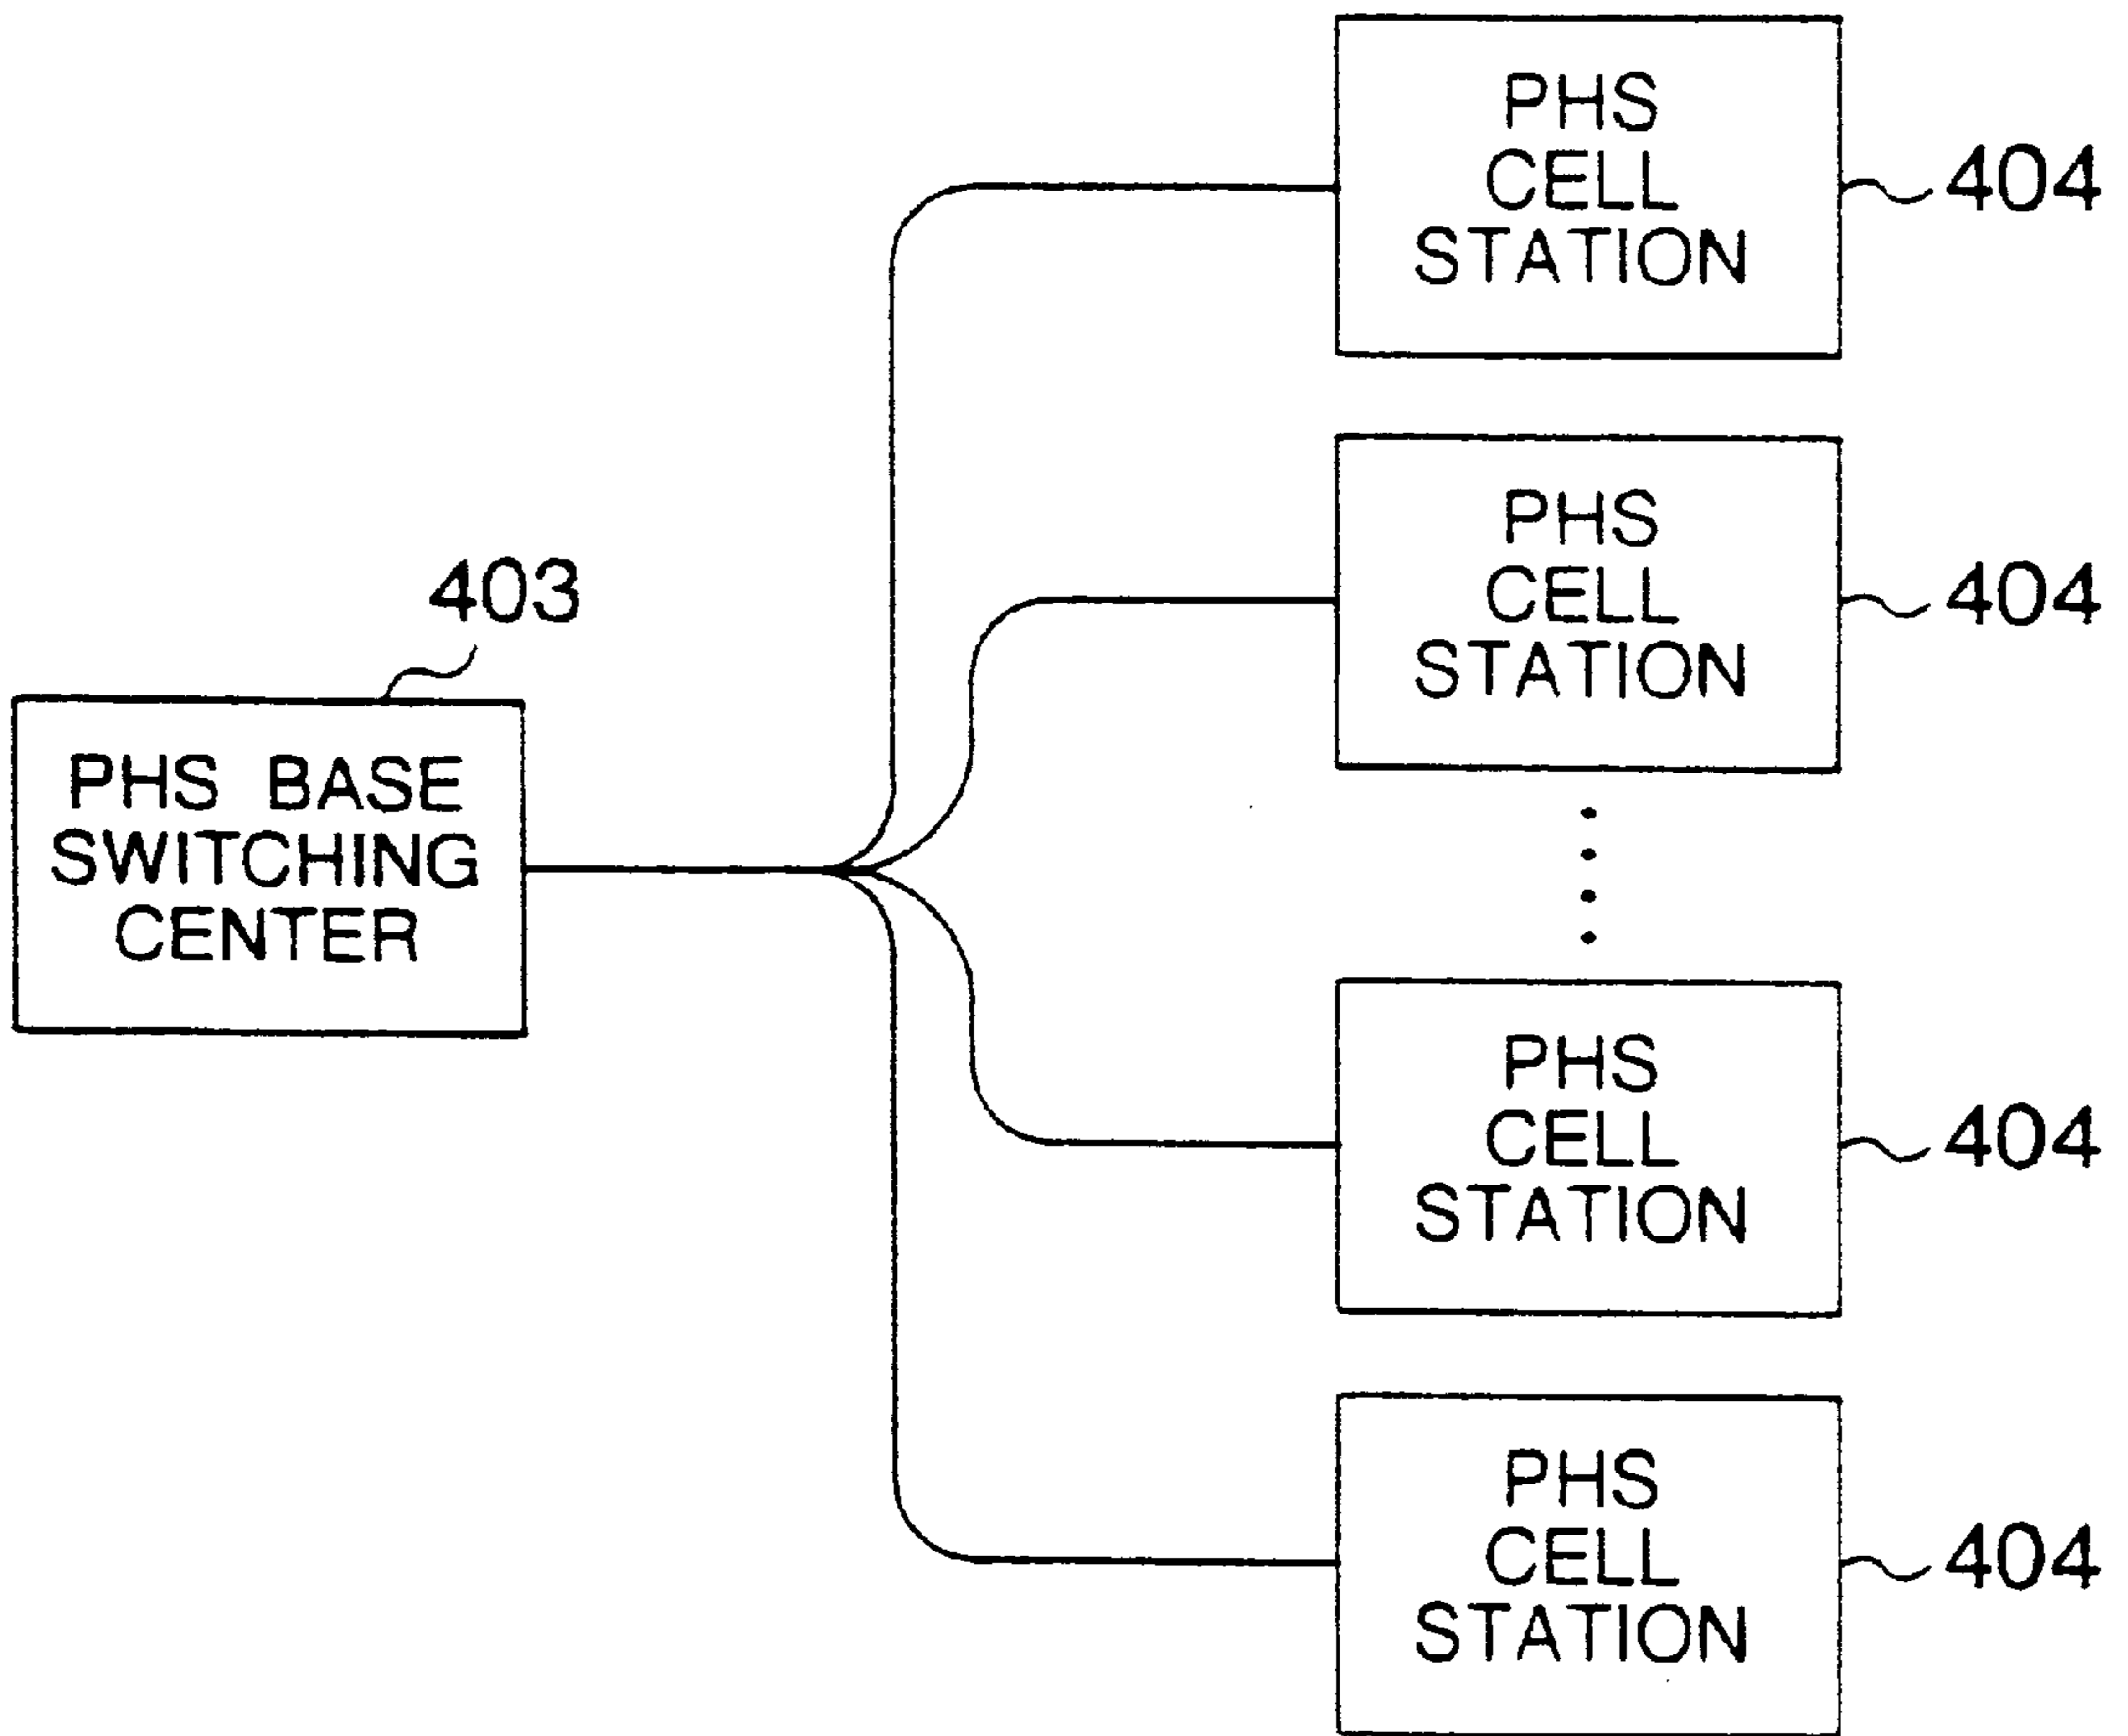 PHS
CELL
STATION
404
PHS
CELL
STATION
404
403
PHS BASE
SWITCHING
CENTER
PHS
CELL
STATION
404
PHS
CELL
STATION
404